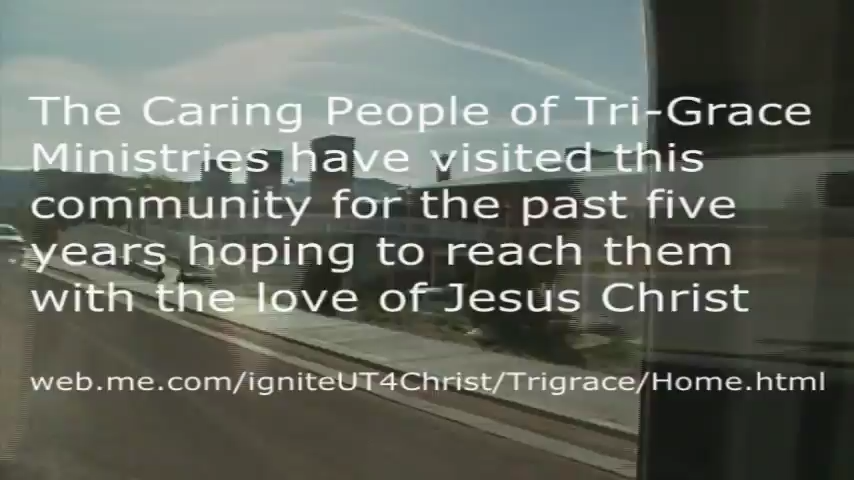 The Caring People of Tri-Grace
Ministries have visited this
community for the past five
years hoping to reach them
with the love of Jesus Christ
web.me.com/igniteUT4Christ/Trigrace/Home.html